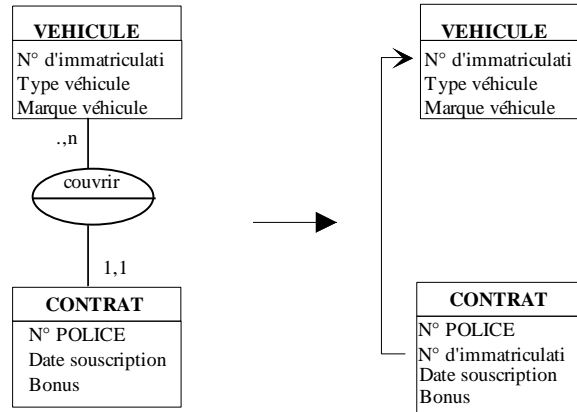 VEHICULE
N° d'immatriculati
Type véhicule
Marque véhicule
.,n
couvrir
1,1
CONTRAT
N° POLICE
Date souscription
Bonus
VEHICULE
N° d'immatriculati
Type véhicule
Marque véhicule
CONTRAT
N° POLICE
N° d'immatriculati
Date souscription
Bonus